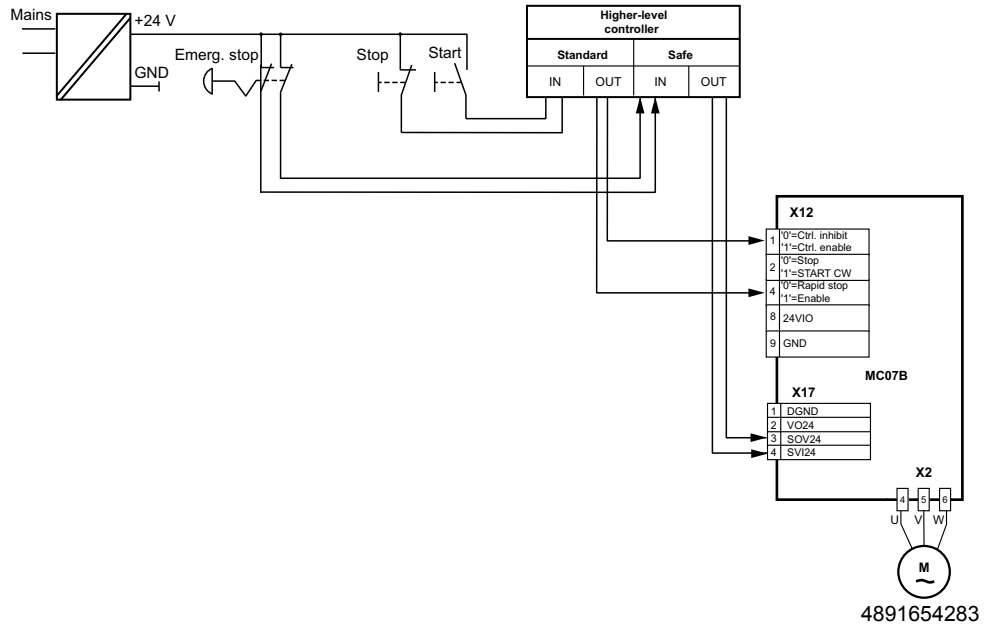 Mains
+24 V
GND
Emerg. stop
Stop
Start
Higher-level
controller
Standard
Safe
IN
OUT
IN
OUT
X12
1
'0'=Ctrl. inhibit
'1'=Ctrl. enable
2
'0'=Stop
'1'=START CW
4
'0'=Rapid stop
'1'=Enable
8
24VIO
9
GND
MC07B
X17
1
DGND
2
VO24
3
SOV24
4
SVI24
X2
4
5
6
U
V
W
M
4891654283